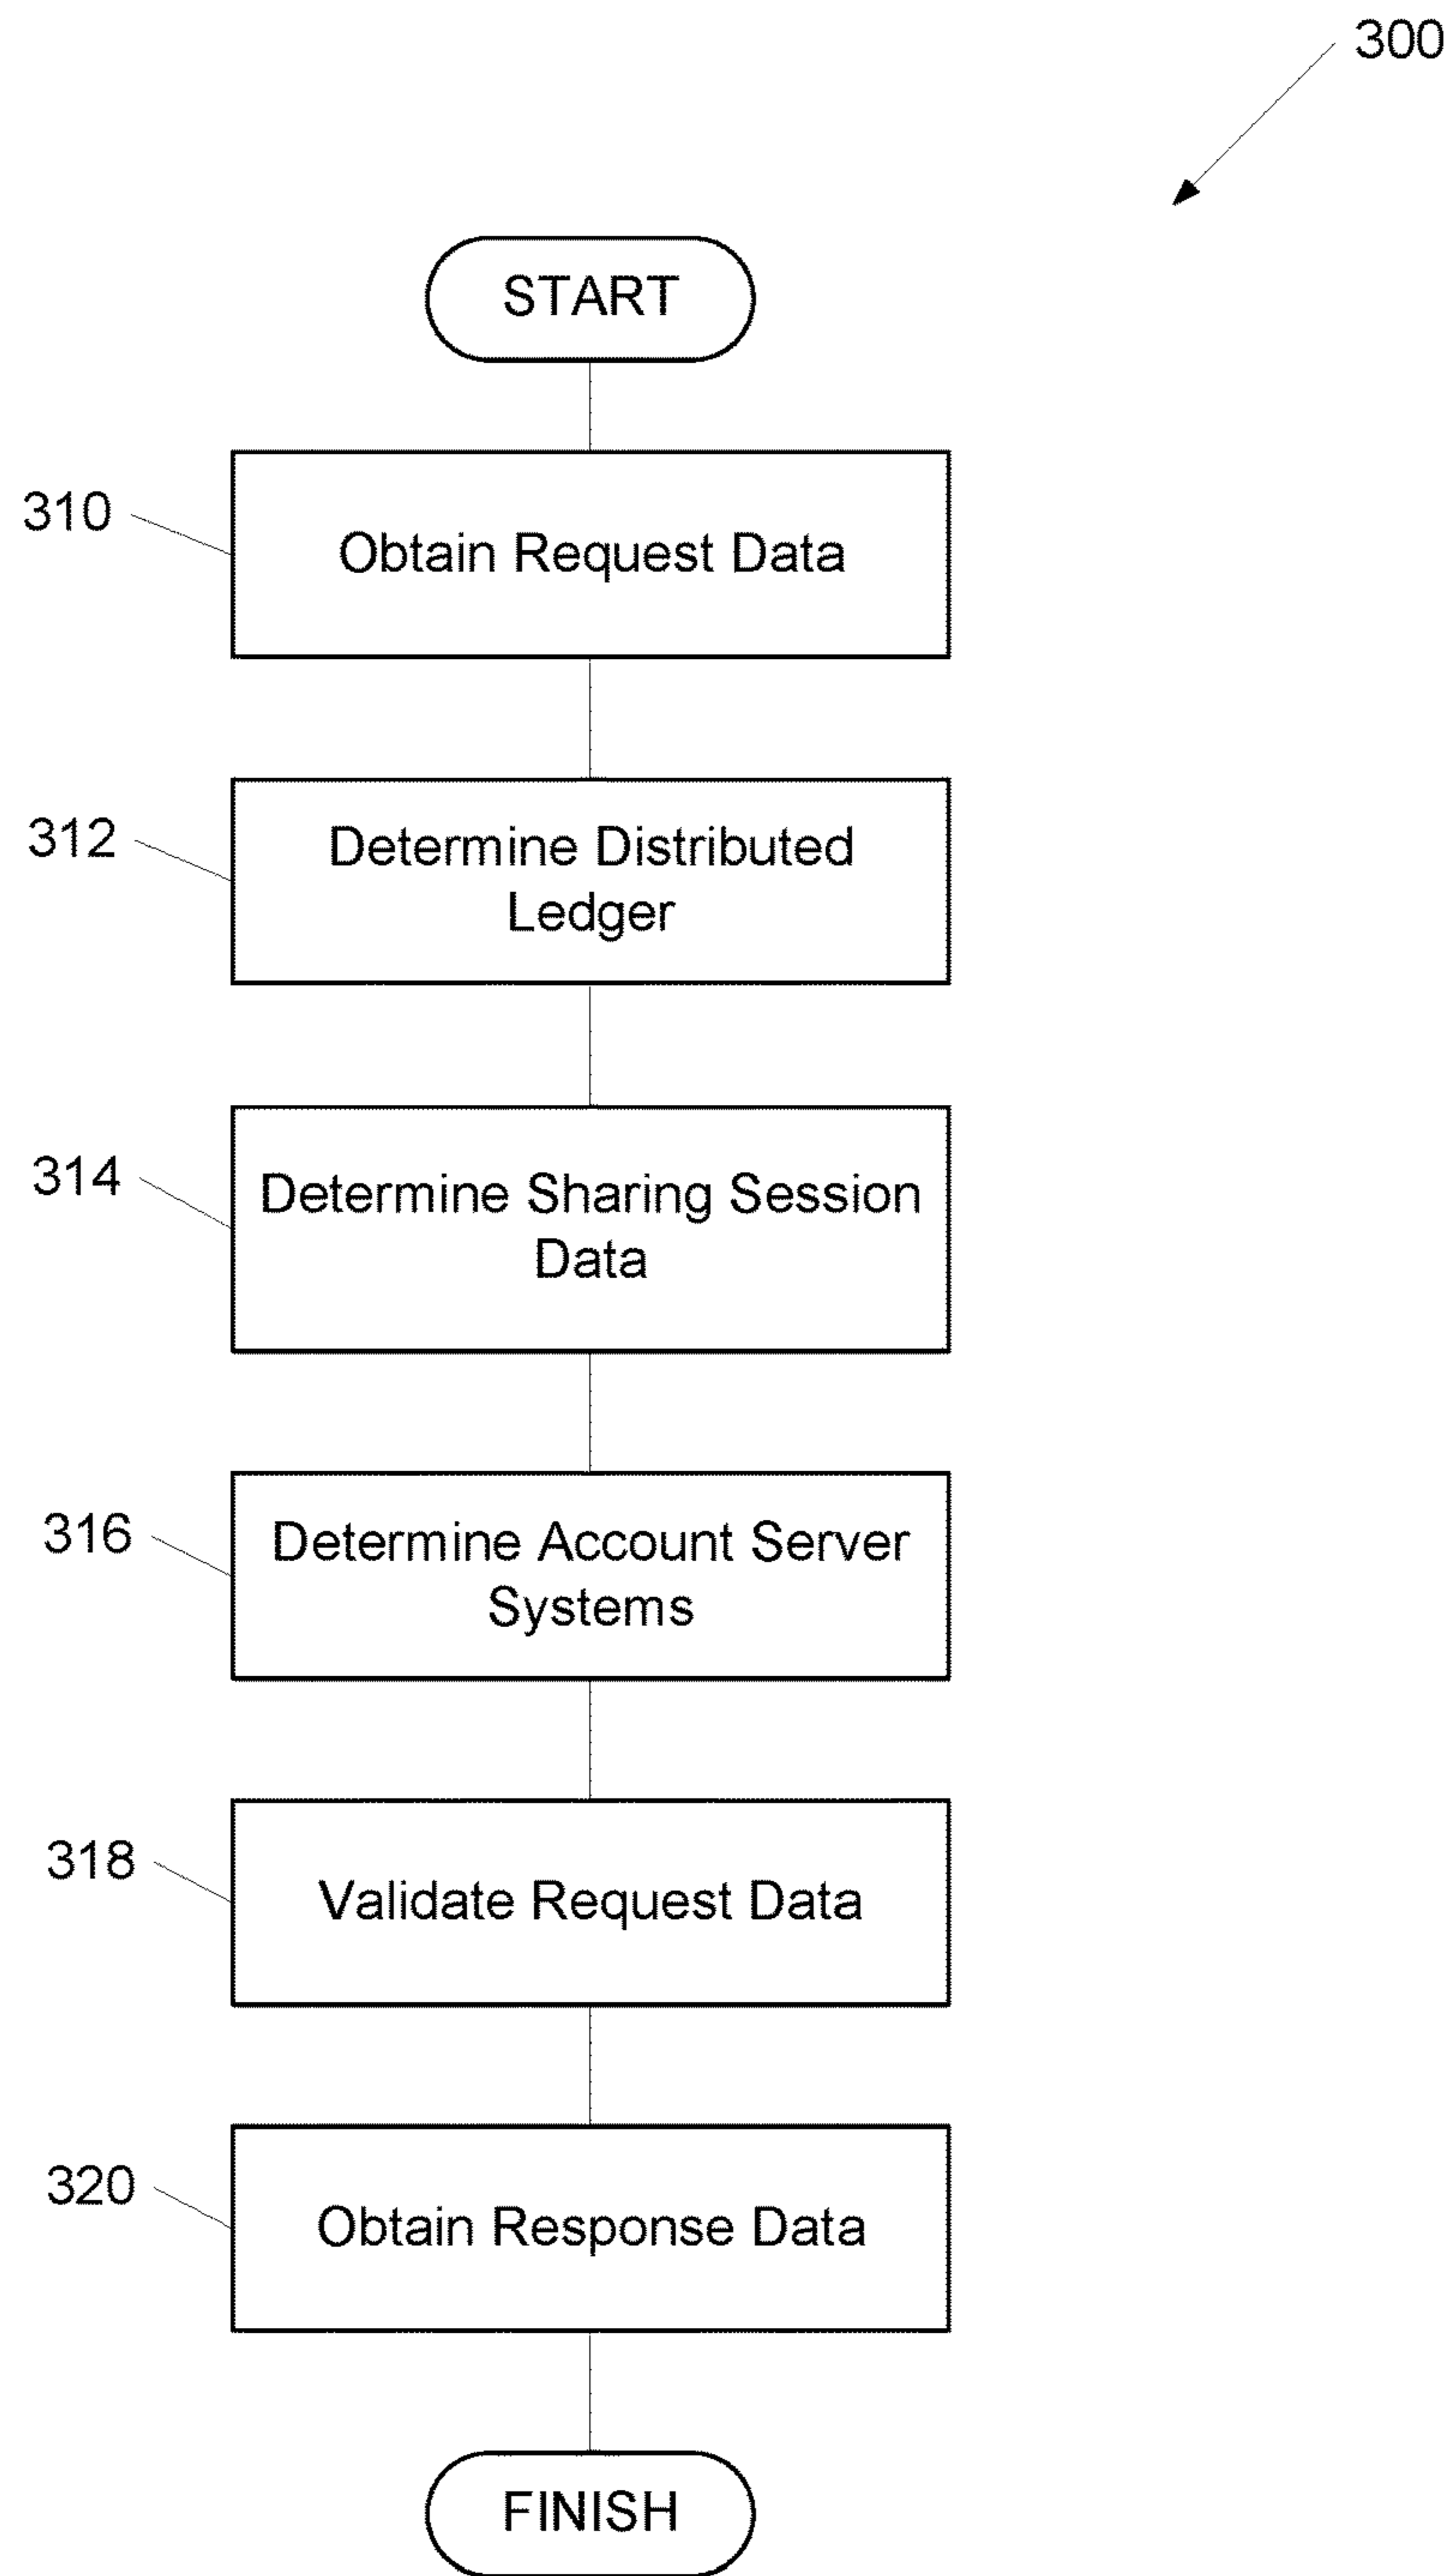 300
START
310
Obtain Request Data
312
Determine Distributed
Ledger
314
Determine Sharing Session
Data
316
Determine Account Server
Systems
318
Validate Request Data
320
Obtain Response Data
FINISH